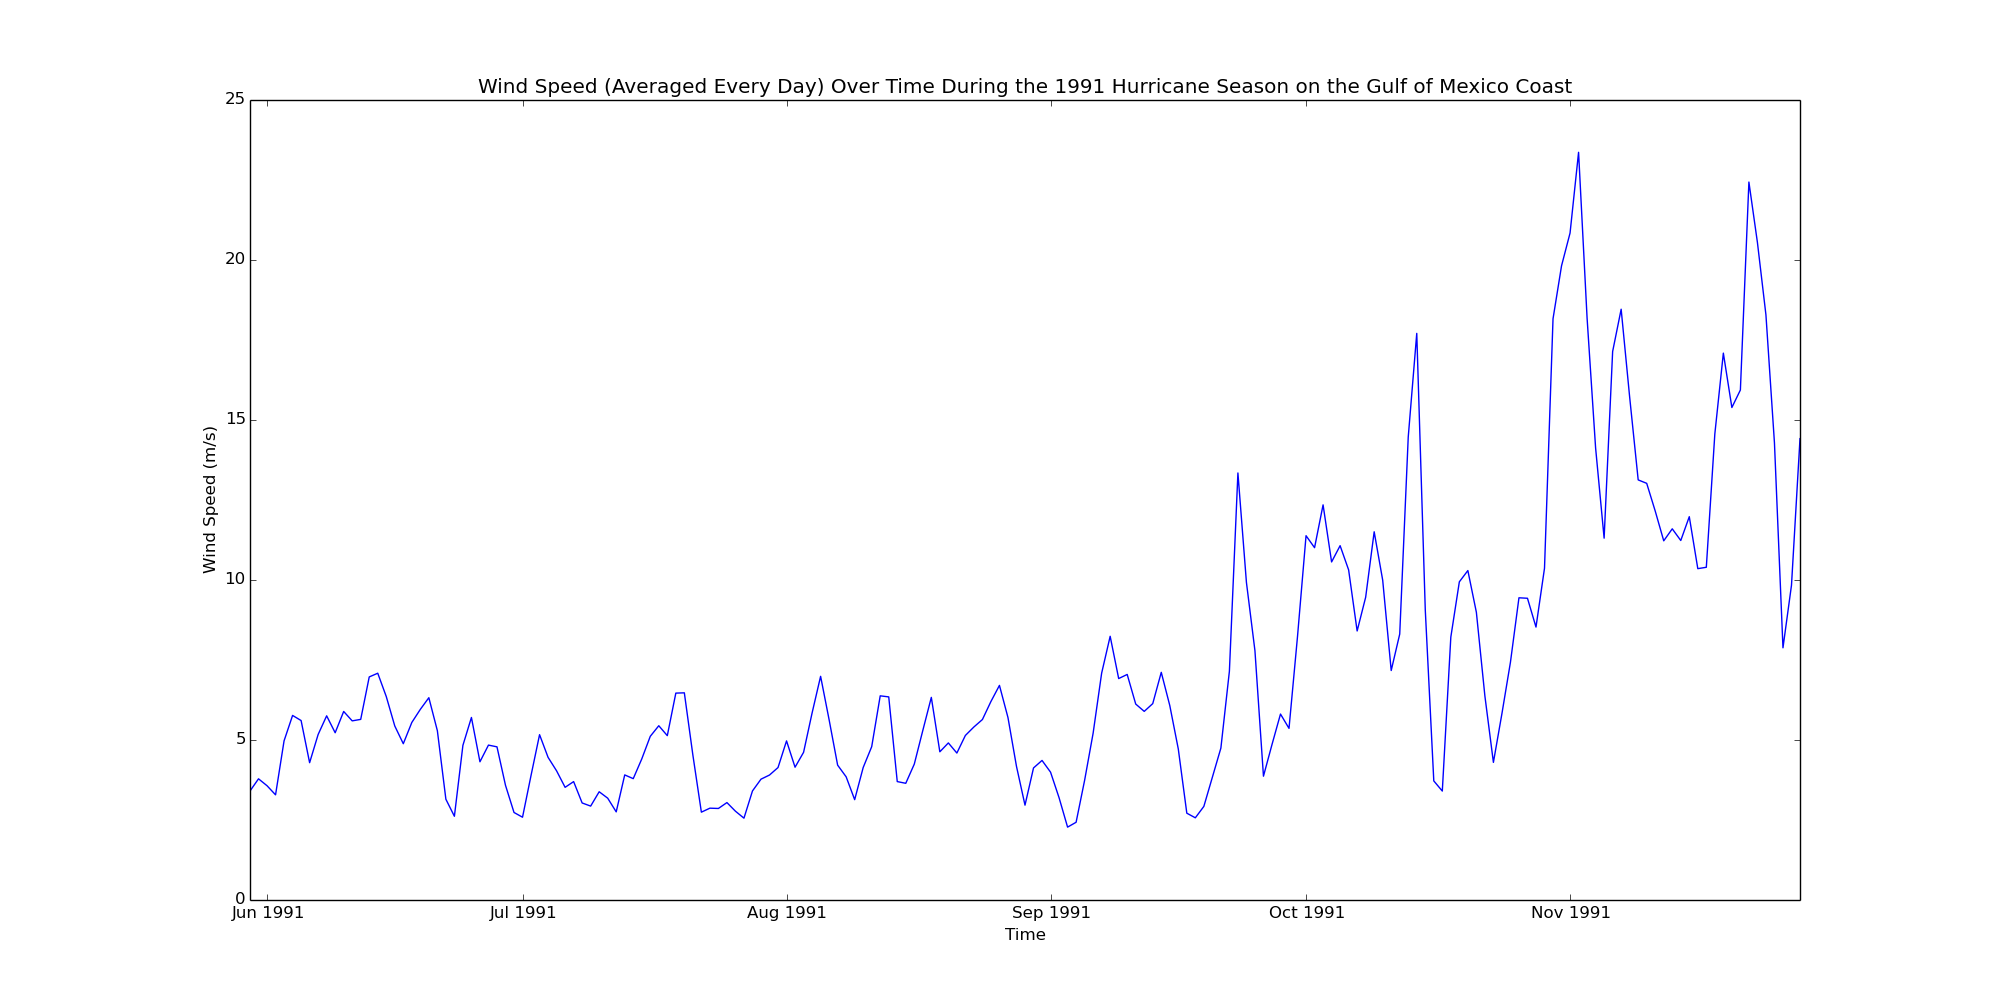 Wind Speed (Averaged Every Day) Over Time During the 1991 Hurricane Season on the Gulf of Mexico Coast
25
20
15
10
5
0
Wind Speed (m/s)
Jun 1991 Jul 1991 Aug 1991 Sep 1991 Oct 1991 Nov 1991
Time